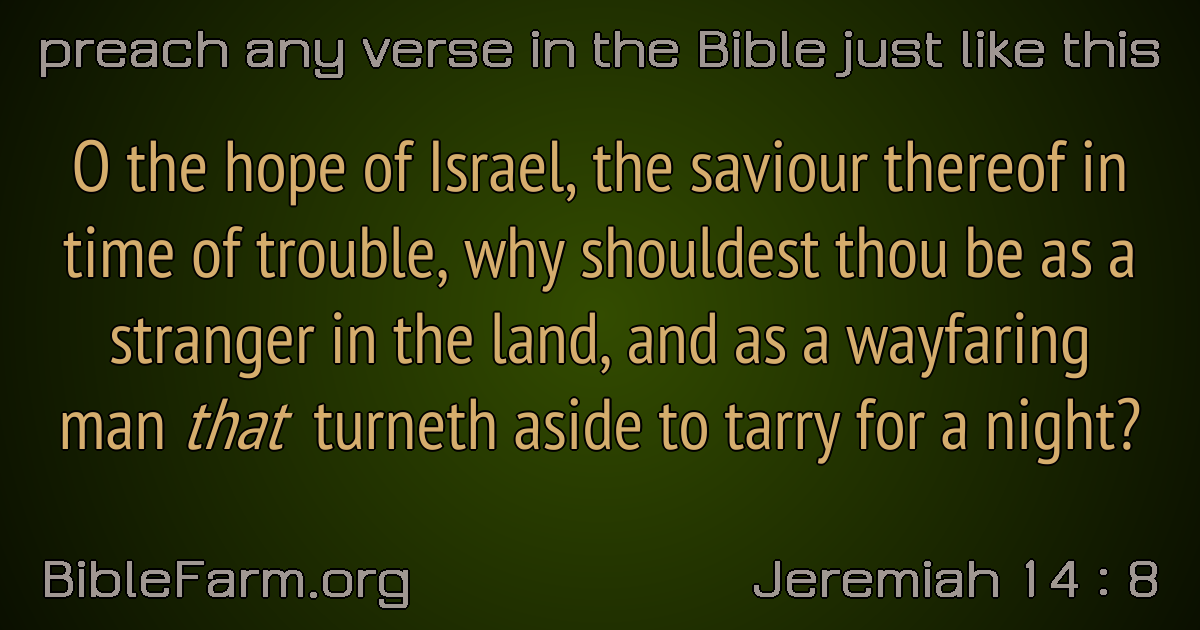 preach any verse in the Bible just like this
O the hope of Israel, the saviour thereof in
time of trouble, why shouldest thou be as a
stranger in the land, and as a wayfaring
man that turneth aside to tarry for a night?
BibleFarm.org
Jeremiah 14 : 8